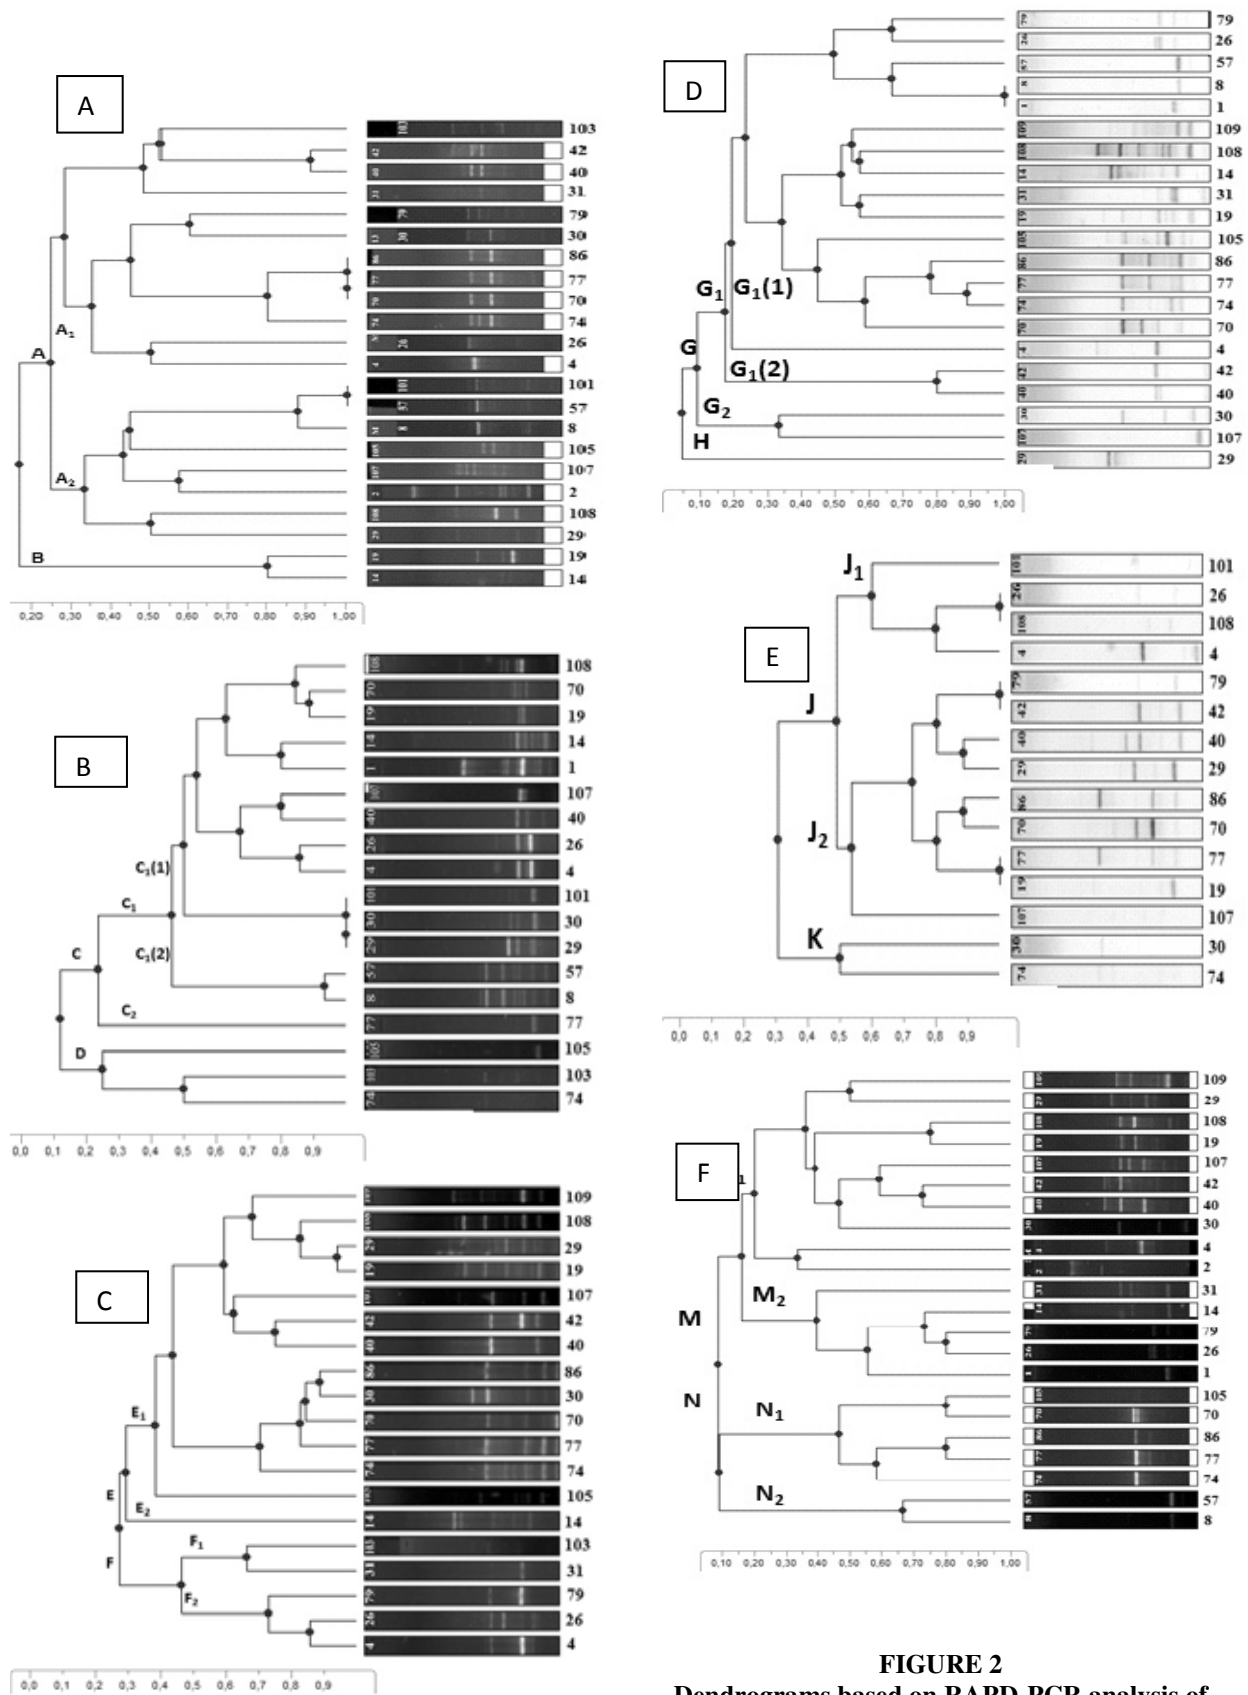 A
103
42
40
31
79
30
86
77
70
74
26
4
101
57
8
105
107
2
108
29
19
14
A
A1
A2
B
0,20 0,30 0,40 0,50 0,60 0,70 0,80 0,90 1,00
B
108
70
19
14
1
107
40
26
4
101
30
29
57
8
77
105
103
74
C1(1)
C1
C
C1(2)
C2
D
0,0 0,1 0,2 0,3 0,4 0,5 0,6 0,7 0,8 0,9
C
109
108
29
19
107
42
40
86
30
70
77
74
105
14
103
31
79
26
4
E1
E
E2
F
F1
F2
0,0 0,1 0,2 0,3 0,4 0,5 0,6 0,7 0,8 0,9
D
79
26
57
8
1
109
108
14
31
19
105
86
77
74
70
4
42
40
30
107
29
G1 G1(1)
G
G1(2)
G2
H
0,10 0,20 0,30 0,40 0,50 0,60 0,70 0,80 0,90 1,00
E
101
26
108
4
79
42
40
29
86
70
77
19
107
30
74
J1
J
J2
K
0,0 0,1 0,2 0,3 0,4 0,5 0,6 0,7 0,8 0,9
F
1
109
29
108
19
107
42
40
30
4
2
31
14
79
26
1
105
70
86
77
74
57
8
M2
M
N
N1
N2
0,10 0,20 0,30 0,40 0,50 0,60 0,70 0,80 0,90 1,00
FIGURE 2
Dendrograms based on RAPD-PCR analysis of